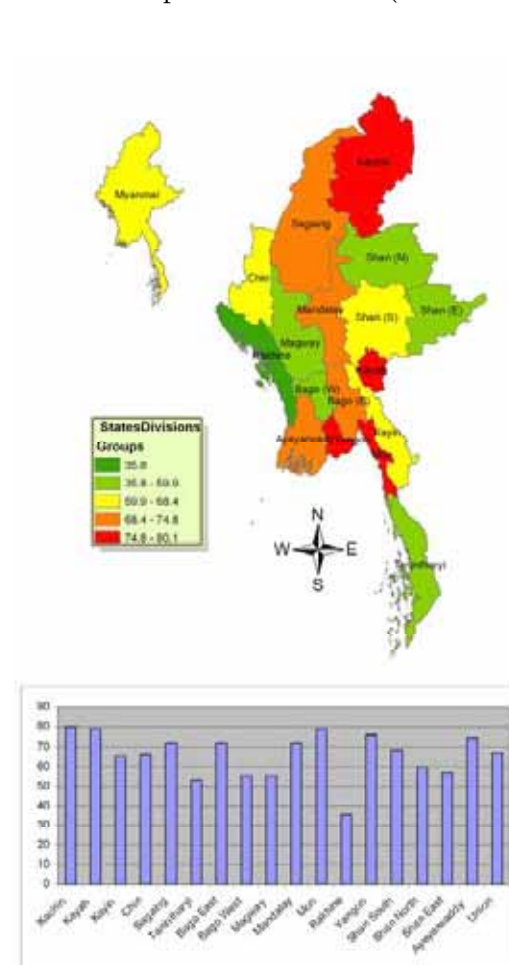 Myanmar
Kachin
Sagaing
Shan (N)
Chin
Mandalay
Shan (S)
Shan (E)
Magway
Rakhine
Kayah
Bago (W)
Bago (E)
Ayeyarwaddy
Kayin
StatesDivisions
Groups
35.8
35.8 - 59.9
59.9 - 68.4
68.4 - 74.8
74.8 - 80.1
N
W E
S
Tanintharyi
90
80
70
60
50
40
30
20
10
0
Kachin
Kayah
Kayin
Chin
Sagaing
Tanintharyi
Bago East
Bago West
Magway
Mandalay
Mon
Rakhine
Yangon
Shan South
Shan North
Shan East
Ayeyawaddy
Union